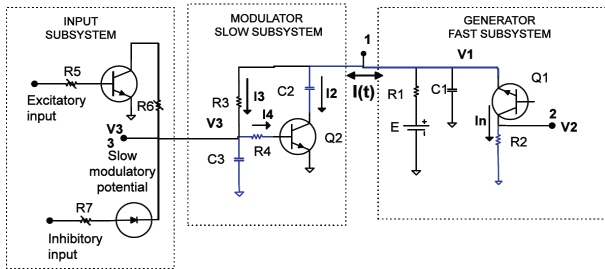 INPUT
SUBSYSTEM
MODULATOR
SLOW SUBSYSTEM
GENERATOR
FAST SUBSYSTEM
1
V1
R5
Excitatory
input
R6
V3
3
Slow
modulatory
potential
R7
Inhibitory
input
V3
R3
I3
I4
R4
C3
C2
I2
Q2
I(t)
R1
E
+
C1
Q1
In
2
V2
R2